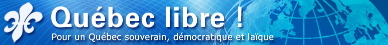 Québec libre !
Pour un Québec souverain, démocratique et laïque